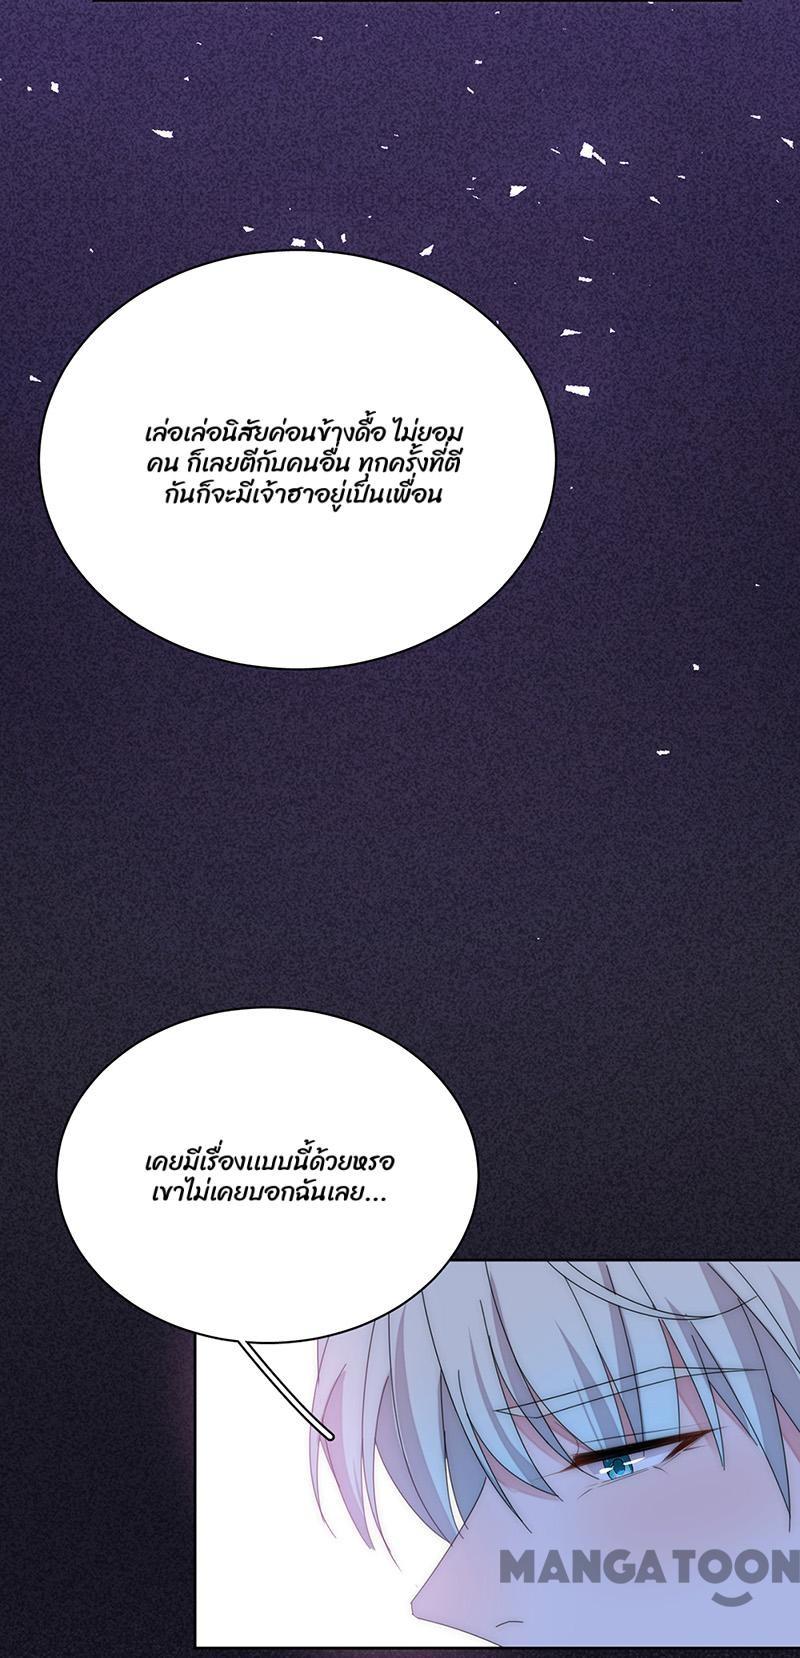 เล่อเล่อนิสัยค่อนข้างดื้อ ไม่ยอม
คน ก็เลยตีกับคนอื่น ทุกครั้งที่ตี
กันก็จะมีเจ้าฮาอยู่เป็นเพื่อน
เคยมีเรื่องแบบนี้ด้วยหรอ
เขาไม่เคยบอกฉันเลย...
MANGATOON